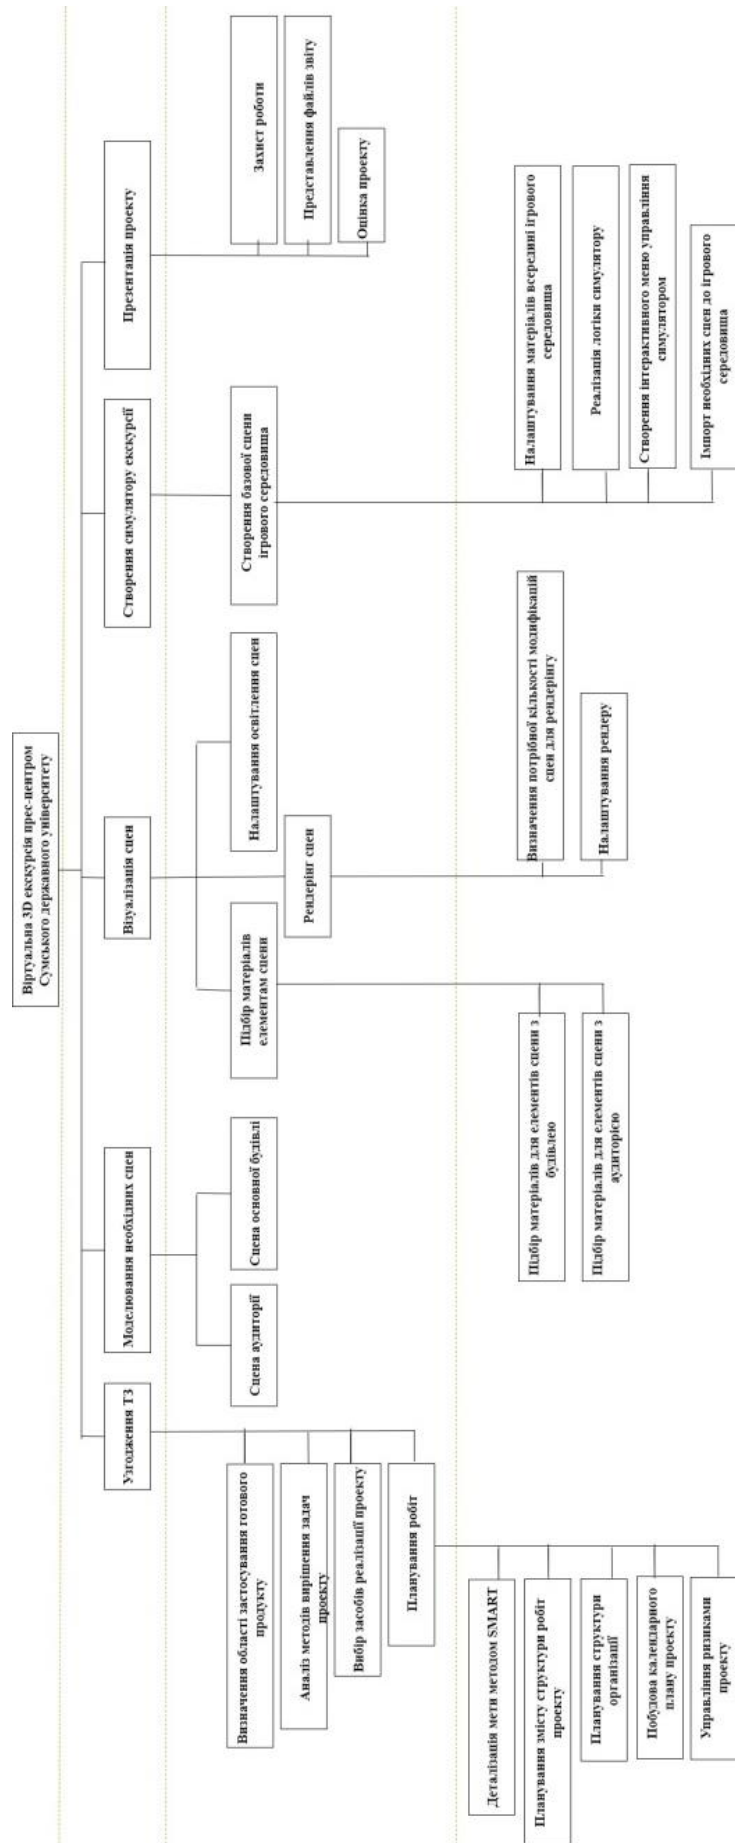 Віртуальна 3D екскурсія прес-центром
Сумського державного університету
Узгодження ТЗ
Моделювання необхідних сцен
Візуалізація сцен
Створення симулятору екскурсії
Презентація проекту
Визначення області застосування готового
продукту
Аналіз методів вирішення задач
проекту
Вибір засобів реалізації проекту
Планування робіт
Сцена аудиторії
Сцена основної будівлі
Підбір матеріалів
елементам сцени
Рендерінг сцен
Налаштування освітлення сцен
Створення базової сцени
ігрового середовища
Захист роботи
Представлення файлів звіту
Оцінка проекту
Деталізація мети методом SMART
Планування змісту структури робіт
проекту
Планування структури
організації
Побудова календарного
плану проекту
Управління ризиками
проекту
Підбір матеріалів для елементів сцени з
будівлею
Підбір матеріалів для елементів сцени з
аудиторією
Визначення потрібної кількості модифікацій
сцен для рендерінгу
Налаштування рендеру
Налаштування матеріалів всередині ігрового
середовища
Реалізація логіки симулятору
Створення інтерактивного меню управління
симулятором
Імпорт необхідних сцен до ігрового
середовища